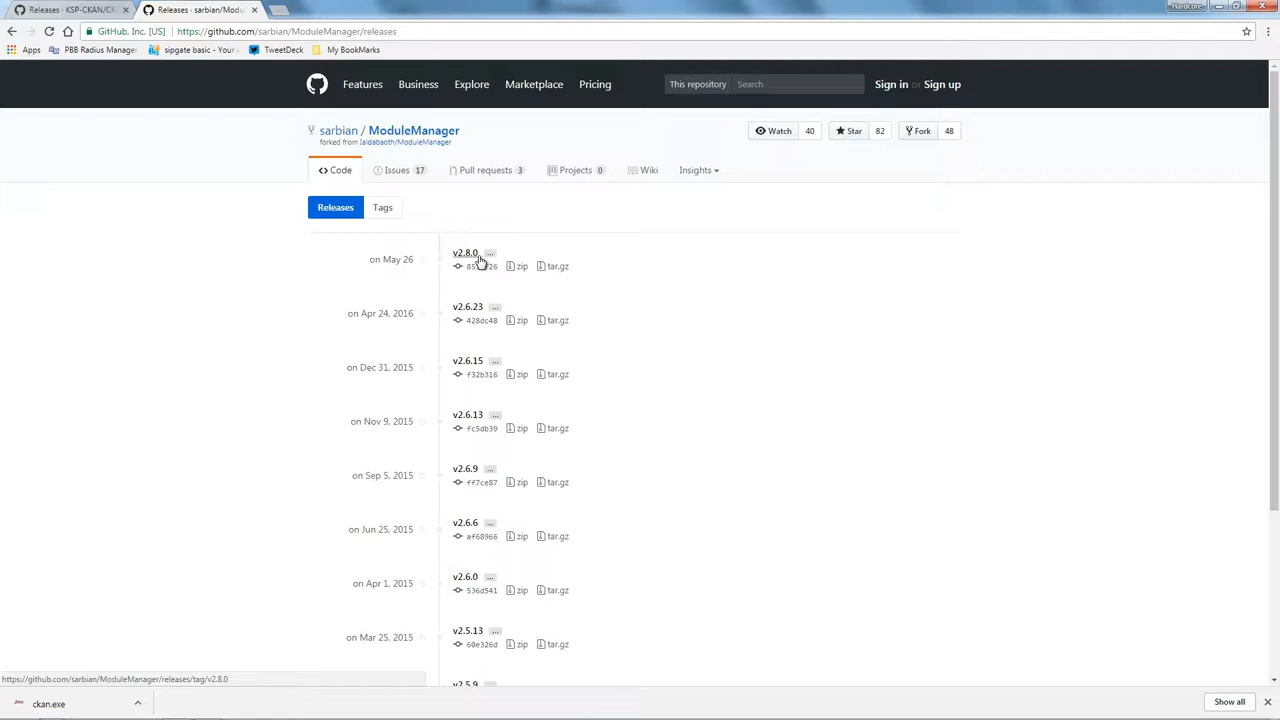 Releases - KSP-CKAN/CK
Releases - sarbian/Modu
Hardcore
GitHub, Inc. [US]
https://github.com/sarbian/ModuleManager/releases
Apps
PBB Radius Manager
sipgate basic - Your
TweetDeck
My BookMarks
Features
Business
Explore
Marketplace
Pricing
This repository
Search
Sign in or Sign up
sarbian / ModuleManager
forked from Ialdabaoth/ModuleManager
Watch 40
Star 82
Fork 48
Code
Issues 17
Pull requests 3
Projects 0
Wiki
Insights
Releases
Tags
on May 26
v2.8.0 ...
zip tar.gz
on Apr 24, 2016
v2.6.23 ...
428dc48 zip tar.gz
on Dec 31, 2015
v2.6.15 ...
f32b316 zip tar.gz
on Nov 9, 2015
v2.6.13 ...
fc5db39 zip tar.gz
on Sep 5, 2015
v2.6.9 ...
ff7ce87 zip tar.gz
on Jun 25, 2015
v2.6.6 ...
af68966 zip tar.gz
on Apr 1, 2015
v2.6.0 ...
536d541 zip tar.gz
on Mar 25, 2015
v2.5.13 ...
60e326d zip tar.gz
v2.5.9 ...
https://github.com/sarbian/ModuleManager/releases/tag/v2.8.0
ckan.exe
Show all